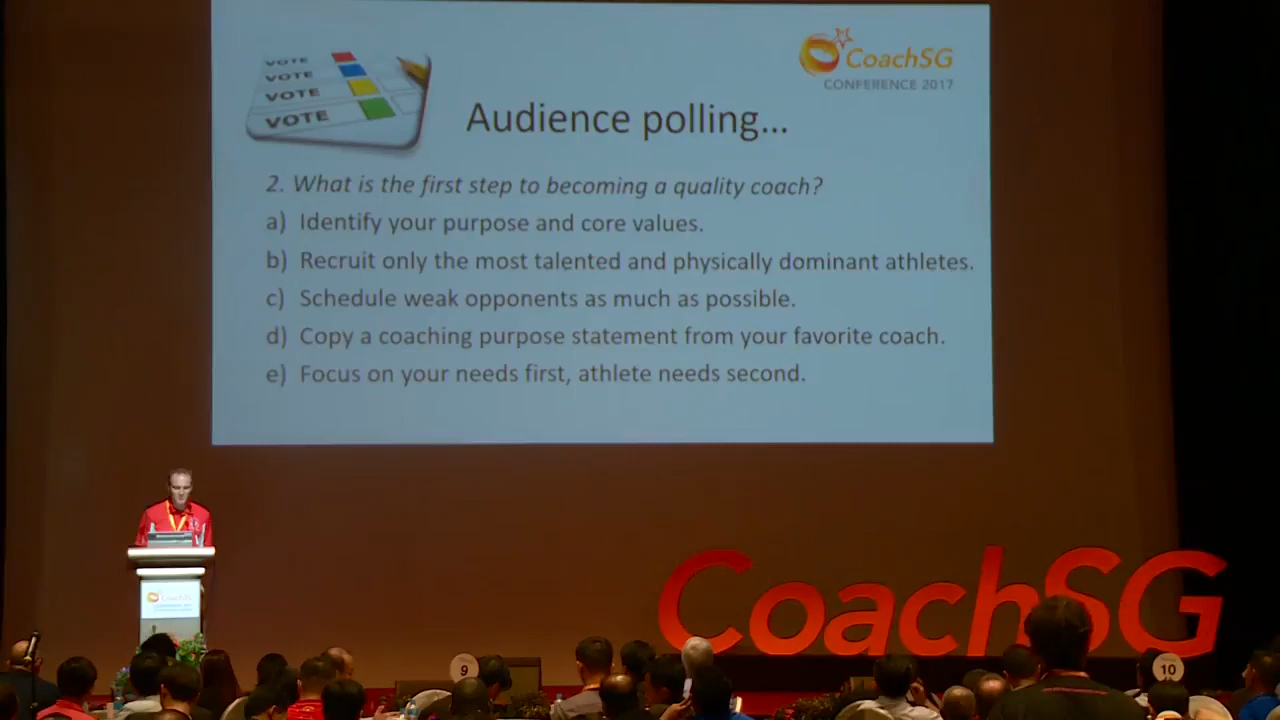 VOTE
VOTE
VOTE
VOTE
CoachSG
CONFERENCE 2017
Audience polling...
2. What is the first step to becoming a quality coach?
a) Identify your purpose and core values.
b) Recruit only the most talented and physically dominant athletes.
c) Schedule weak opponents as much as possible.
d) Copy a coaching purpose statement from your favorite coach.
e) Focus on your needs first, athlete needs second.
CoachSG
CoachSG
9
10